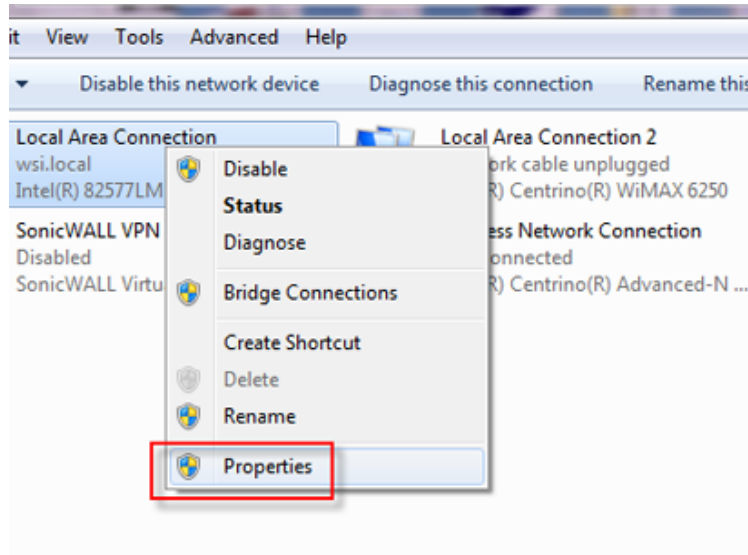 it View Tools Advanced Help
Disable this network device Diagnose this connection Rename this
Local Area Connection
wsi.local
Intel(R) 82577LM
SonicWALL VPN
Disabled
SonicWALL Virtu
Local Area Connection 2
ork cable unplugged
R) Centrino(R) WiMAX 6250
ess Network Connection
onnected
R) Centrino(R) Advanced-N ...
Disable
Status
Diagnose
Bridge Connections
Create Shortcut
Delete
Rename
Properties